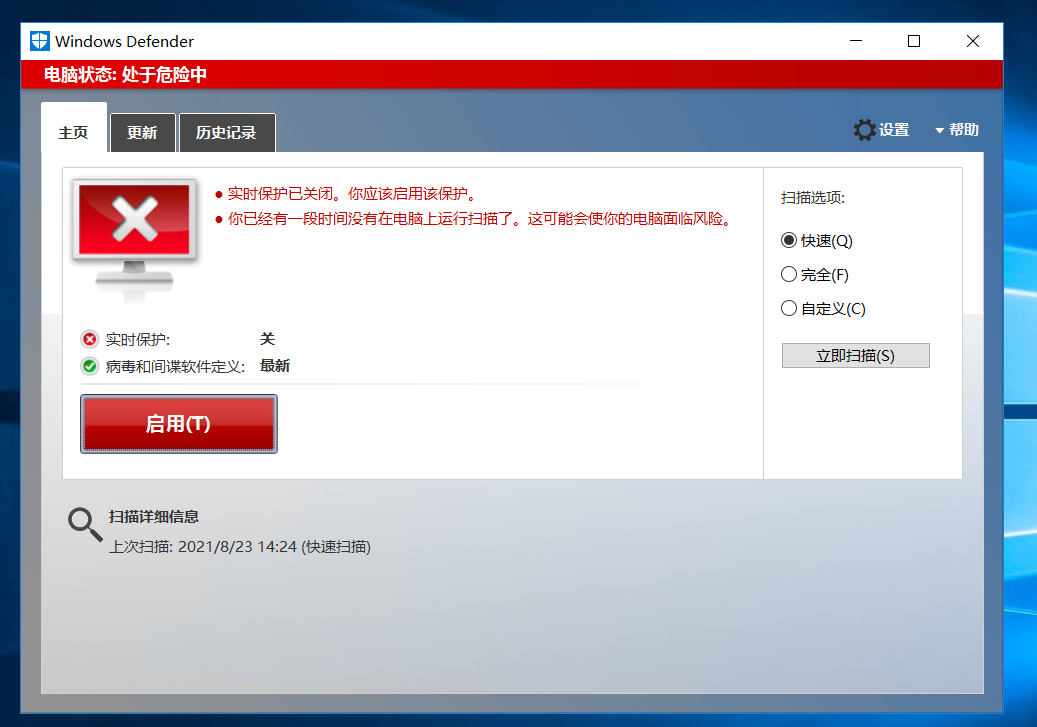 Windows Defender
电脑状态: 处于危险中
主页
更新
历史记录
设置
帮助
实时保护已关闭。你应该启用该保护。
你已经有一段时间没有在电脑上运行扫描了。这可能会使你的电脑面临风险。
实时保护: 关
病毒和间谍软件定义: 最新
启用(T)
扫描选项:
快速(Q)
完全(F)
自定义(C)
立即扫描(S)
扫描详细信息
上次扫描: 2021/8/23 14:24 (快速扫描)